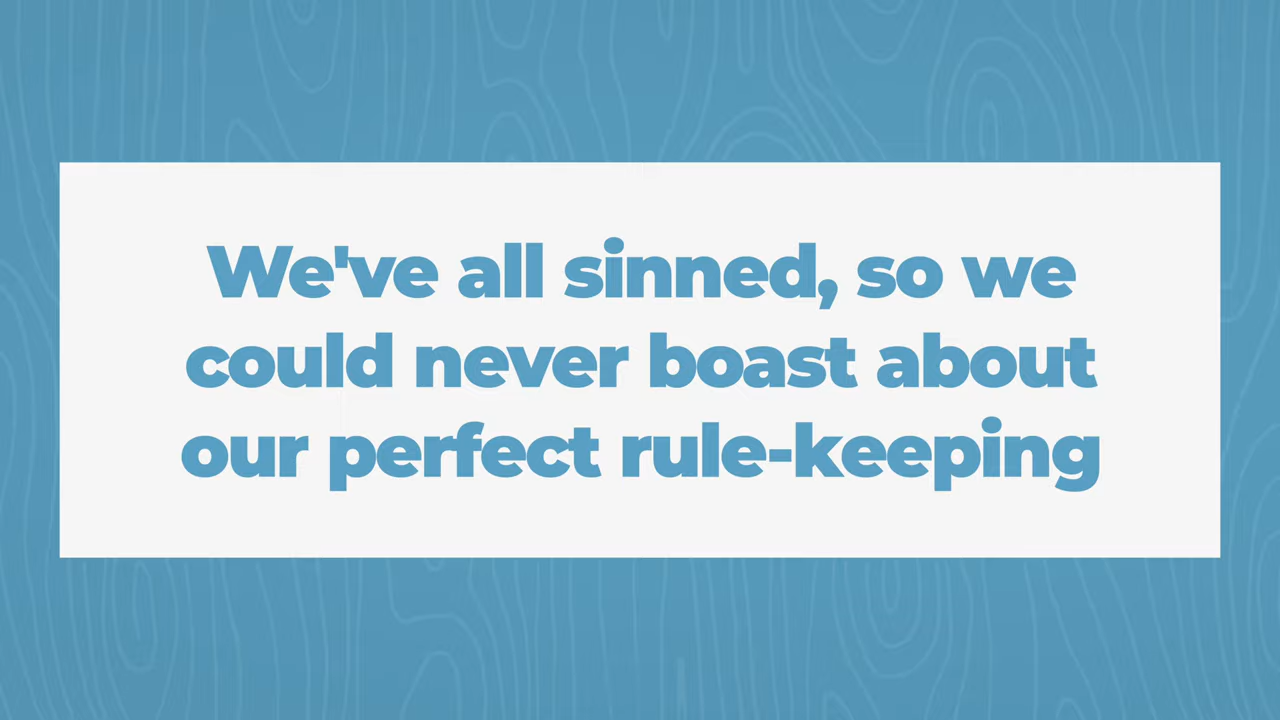 We've all sinned, so we
could never boast about
our perfect rule-keeping